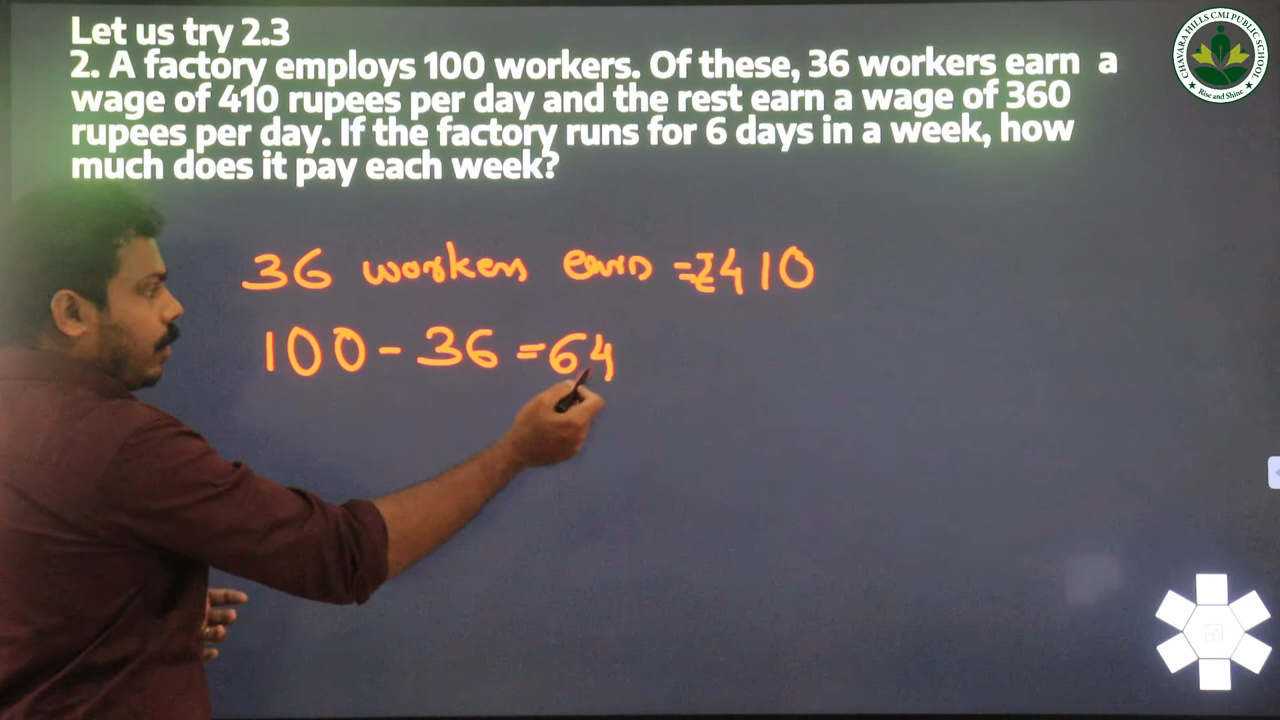 Let us try 2.3
2. A factory employs 100 workers. Of these, 36 workers earn a
wage of 410 rupees per day and the rest earn a wage of 360
rupees per day. If the factory runs for 6 days in a week, how
much does it pay each week?
36 workers earn = ₹410
100 - 36 = 64
CHAVARA HILLS CMI PUBLIC SCHOOL
Rise and Shine